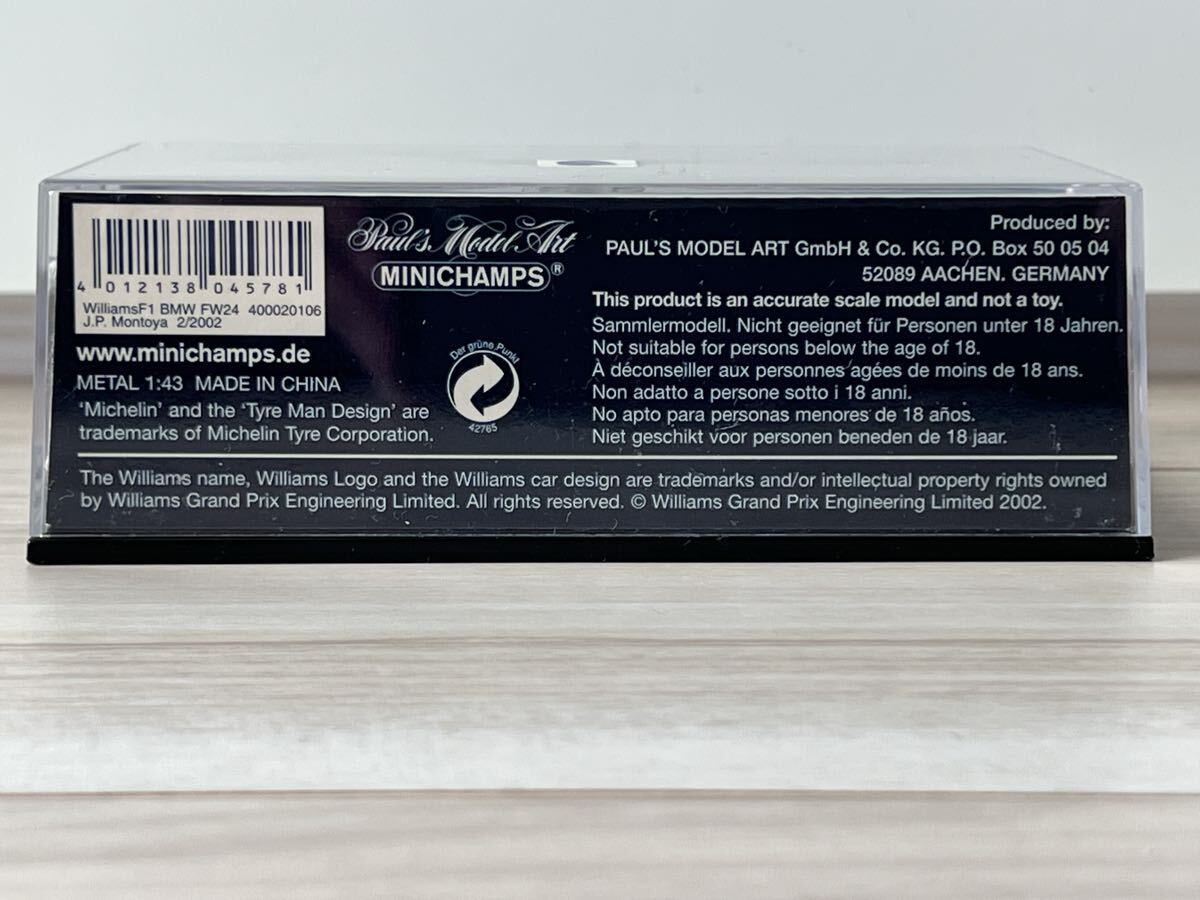 4 012138 045781
WilliamsF1 BMW FW24 400020106
J.P. Montoya 2/2002
www.minichamps.de
METAL 1:43 MADE IN CHINA
'Michelin' and the 'Tyre Man Design' are
trademarks of Michelin Tyre Corporation.
Paul's Model Art
MINICHAMPS®
Der grüne Punkt
42765
Produced by:
PAUL'S MODEL ART GmbH & Co. KG. P.O. Box 50 05 04
52089 AACHEN. GERMANY
This product is an accurate scale model and not a toy.
Sammlermodell. Nicht geeignet für Personen unter 18 Jahren.
Not suitable for persons below the age of 18.
À déconseiller aux personnes agées de moins de 18 ans.
Non adatto a persone sotto i 18 anni.
No apto para personas menores de 18 años.
Niet geschikt voor personen beneden de 18 jaar.
The Williams name, Williams Logo and the Williams car design are trademarks and/or intellectual property rights owned
by Williams Grand Prix Engineering Limited. All rights reserved. © Williams Grand Prix Engineering Limited 2002.